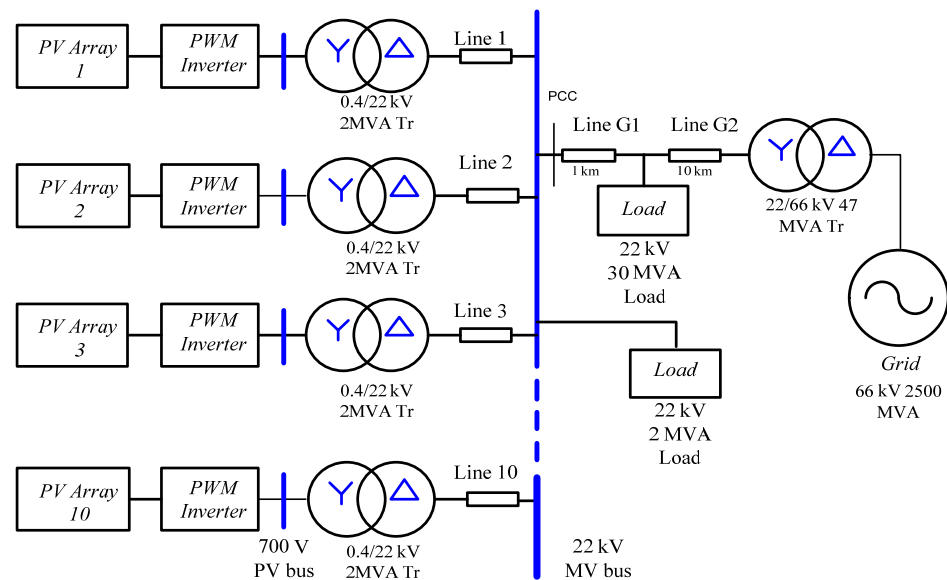 PV Array
1
PWM
Inverter
0.4/22 kV
2MVA Tr
Line 1
PV Array
2
PWM
Inverter
0.4/22 kV
2MVA Tr
Line 2
PV Array
3
PWM
Inverter
0.4/22 kV
2MVA Tr
Line 3
PV Array
10
PWM
Inverter
0.4/22 kV
2MVA Tr
Line 10
700 V
PV bus
22 kV
MV bus
PCC
Line G1
1 km
Line G2
10 km
Load
22 kV
30 MVA
Load
22/66 kV 47
MVA Tr
Load
22 kV
2 MVA
Load
Grid
66 kV 2500
MVA